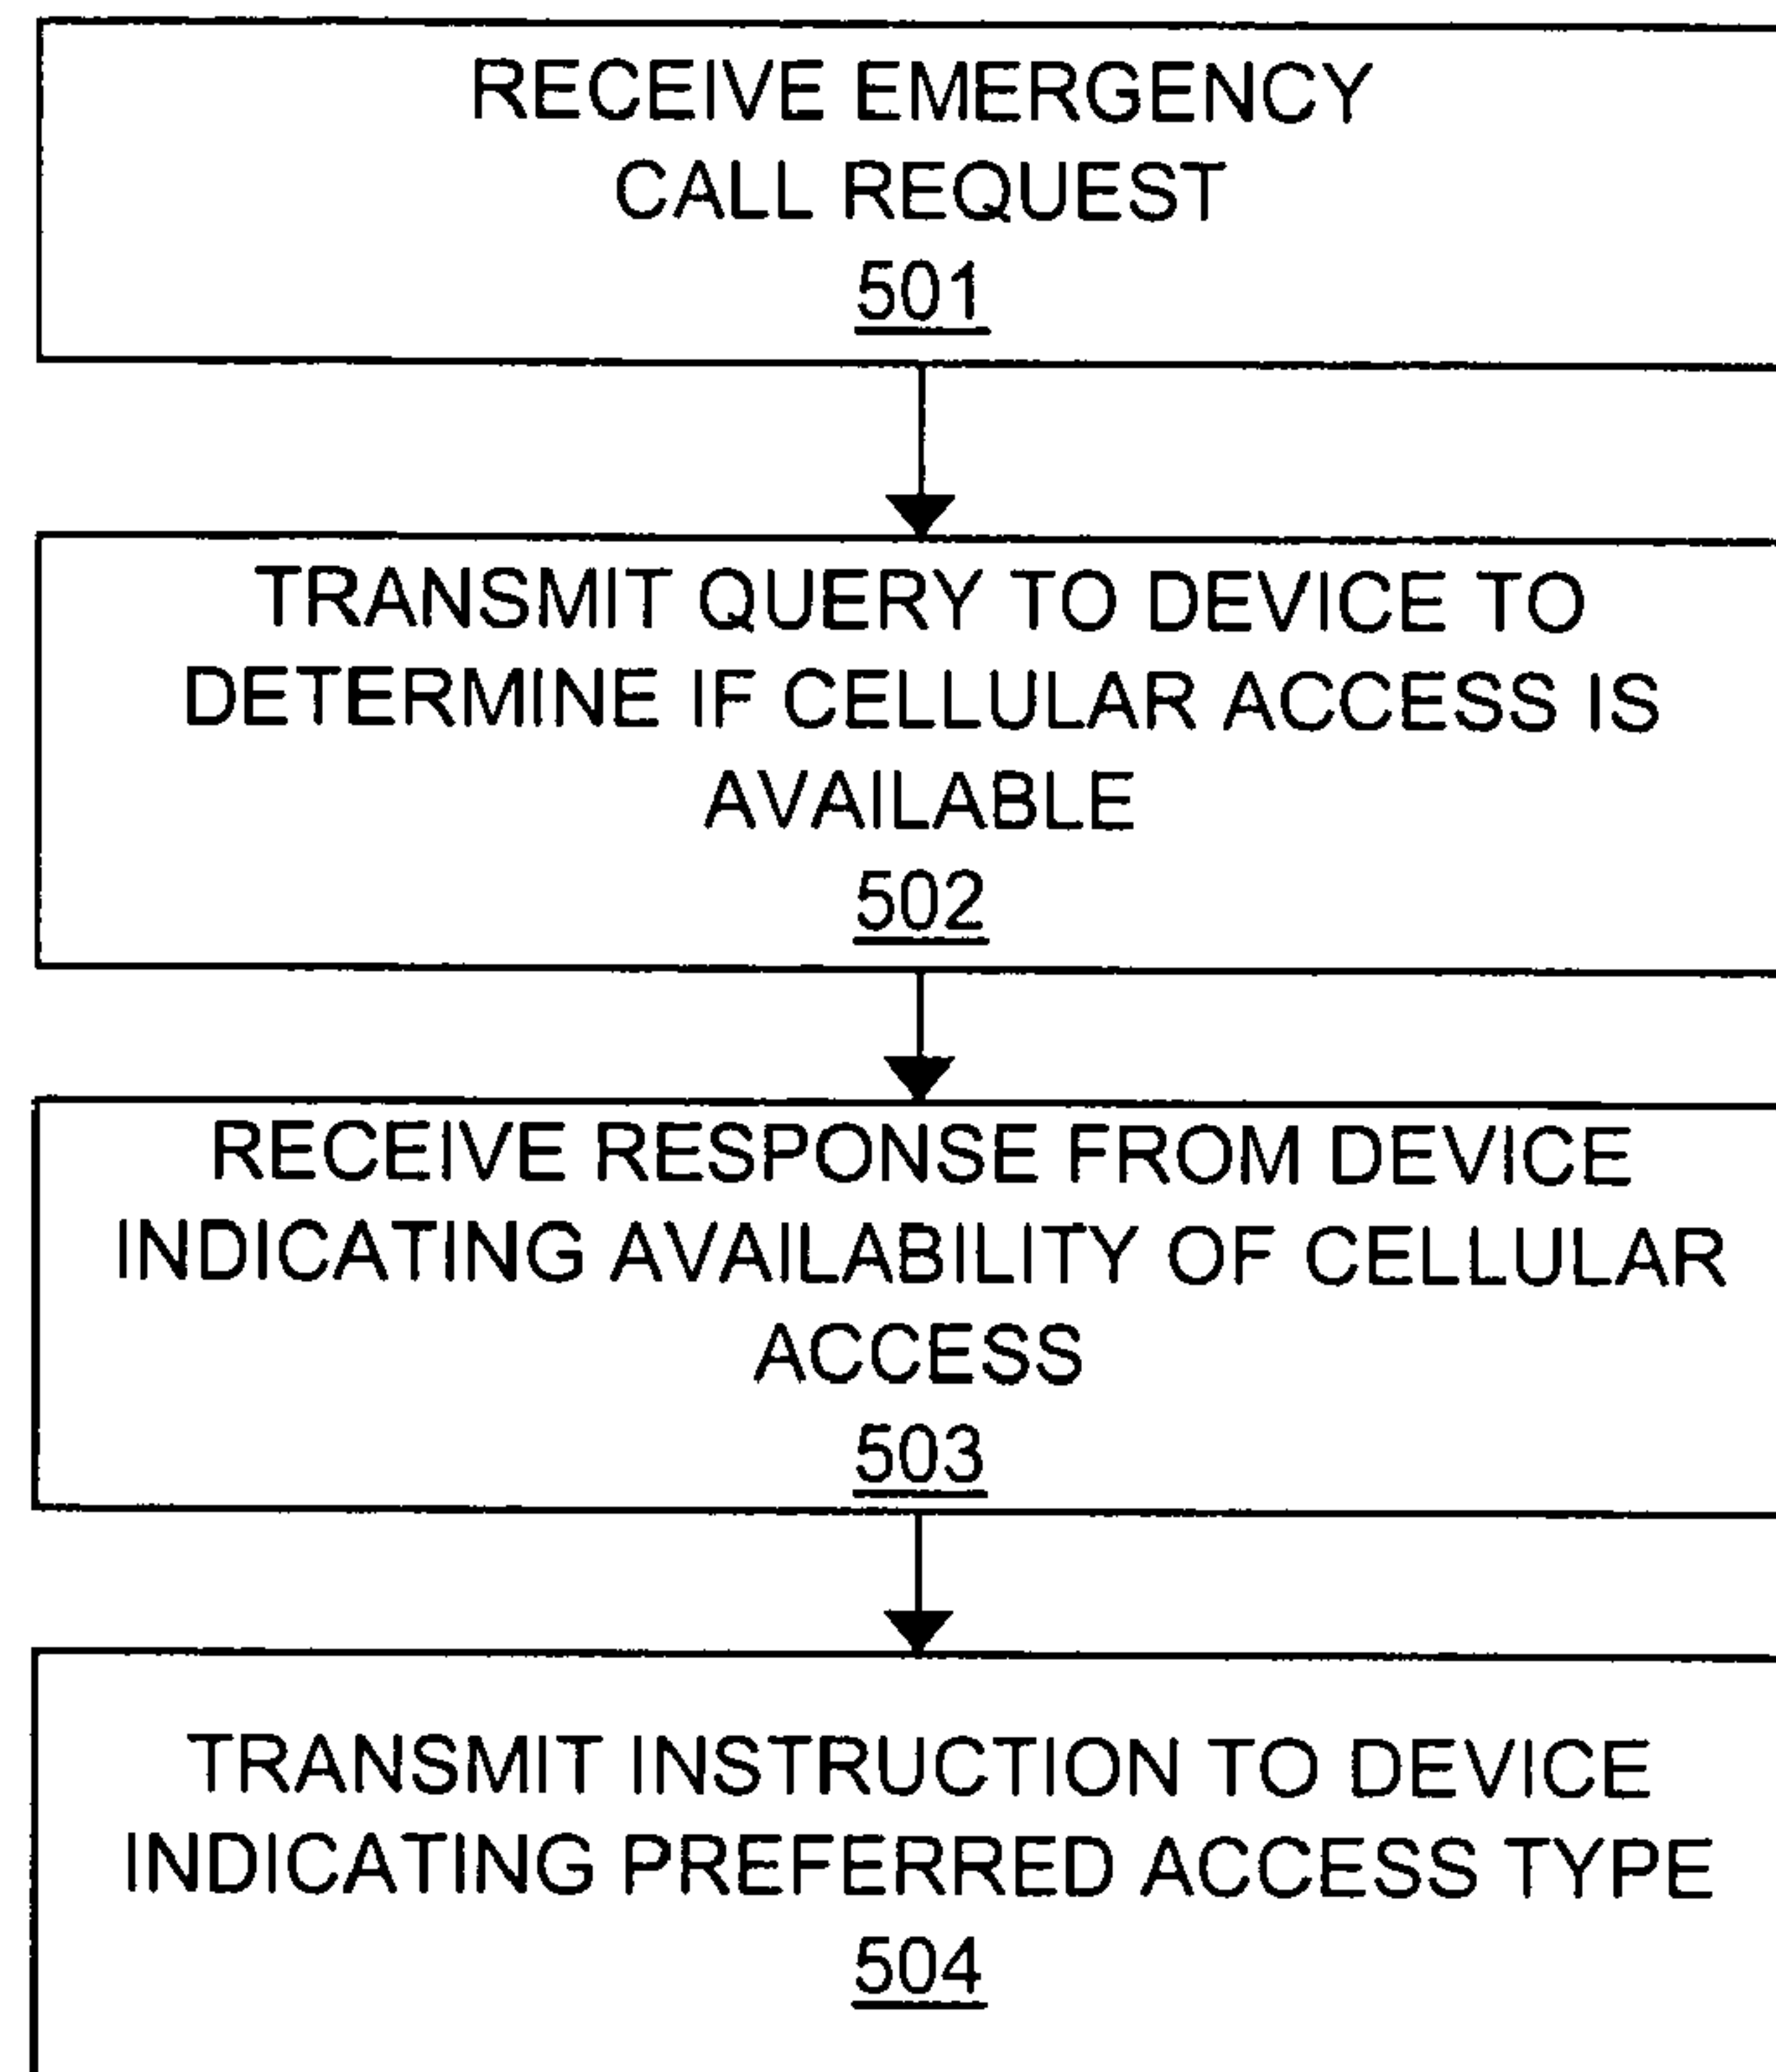 RECEIVE EMERGENCY
CALL REQUEST
501
TRANSMIT QUERY TO DEVICE TO
DETERMINE IF CELLULAR ACCESS IS
AVAILABLE
502
RECEIVE RESPONSE FROM DEVICE
INDICATING AVAILABILITY OF CELLULAR
ACCESS
503
TRANSMIT INSTRUCTION TO DEVICE
INDICATING PREFERRED ACCESS TYPE
504